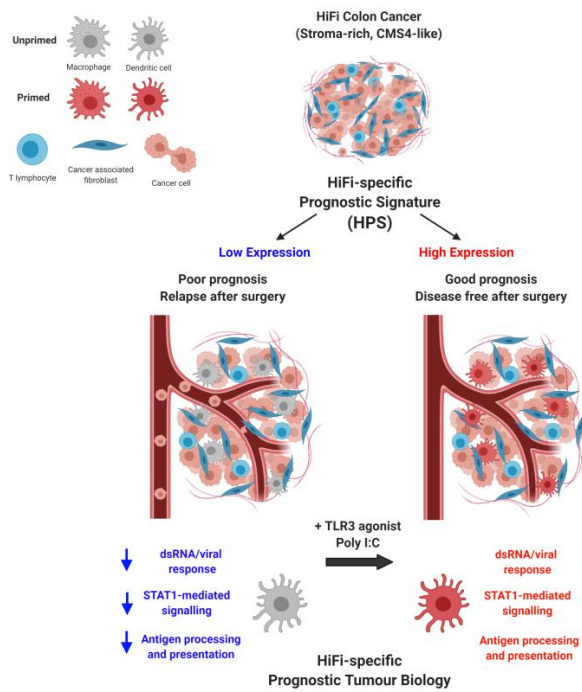 Unprimed
Macrophage
Dendritic cell
Primed
T lymphocyte
Cancer associated
fibroblast
Cancer cell
HiFi Colon Cancer
(Stroma-rich, CMS4-like)
HiFi-specific
Prognostic Signature
(HPS)
Low Expression
High Expression
Poor prognosis
Relapse after surgery
Good prognosis
Disease free after surgery
+ TLR3 agonist
Poly I:C
dsRNA/viral
response
STAT1-mediated
signalling
Antigen processing
and presentation
dsRNA/viral
response
STAT1-mediated
signalling
Antigen processing
and presentation
HiFi-specific
Prognostic Tumour Biology